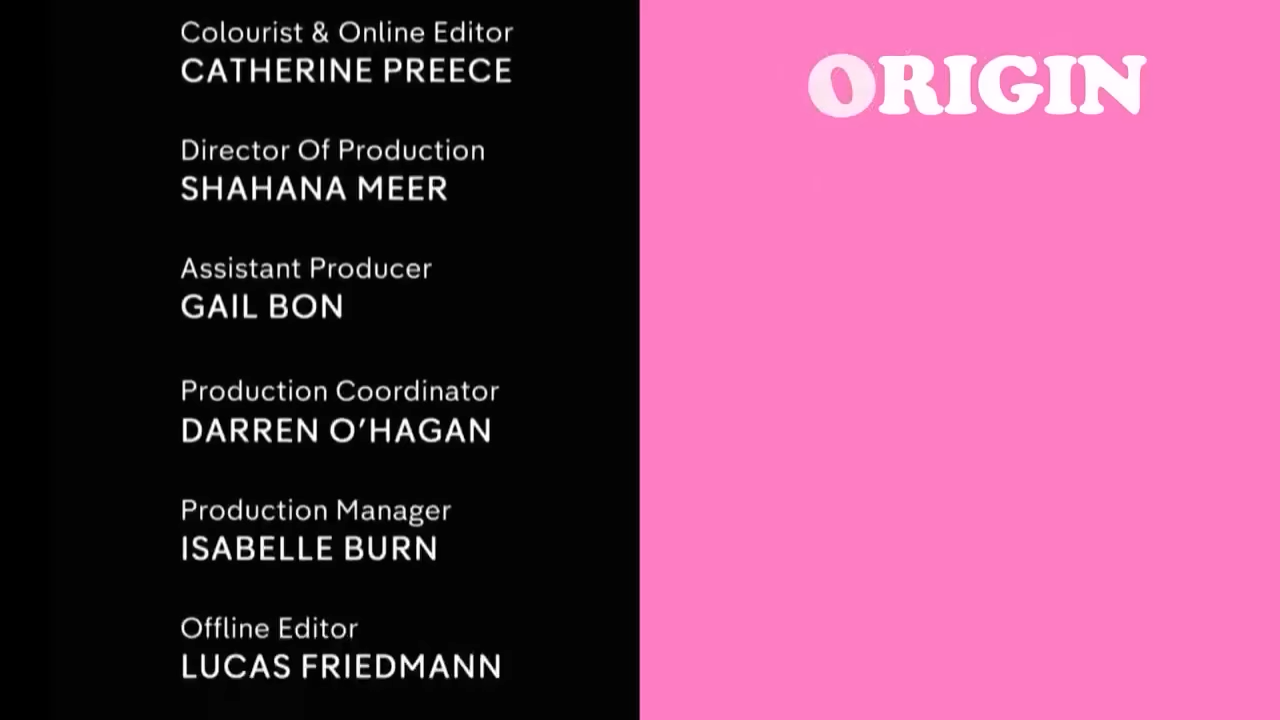 Colourist & Online Editor
CATHERINE PREECE
Director Of Production
SHAHANA MEER
Assistant Producer
GAIL BON
Production Coordinator
DARREN O’HAGAN
Production Manager
ISABELLE BURN
Offline Editor
LUCAS FRIEDMANN
ORIGIN